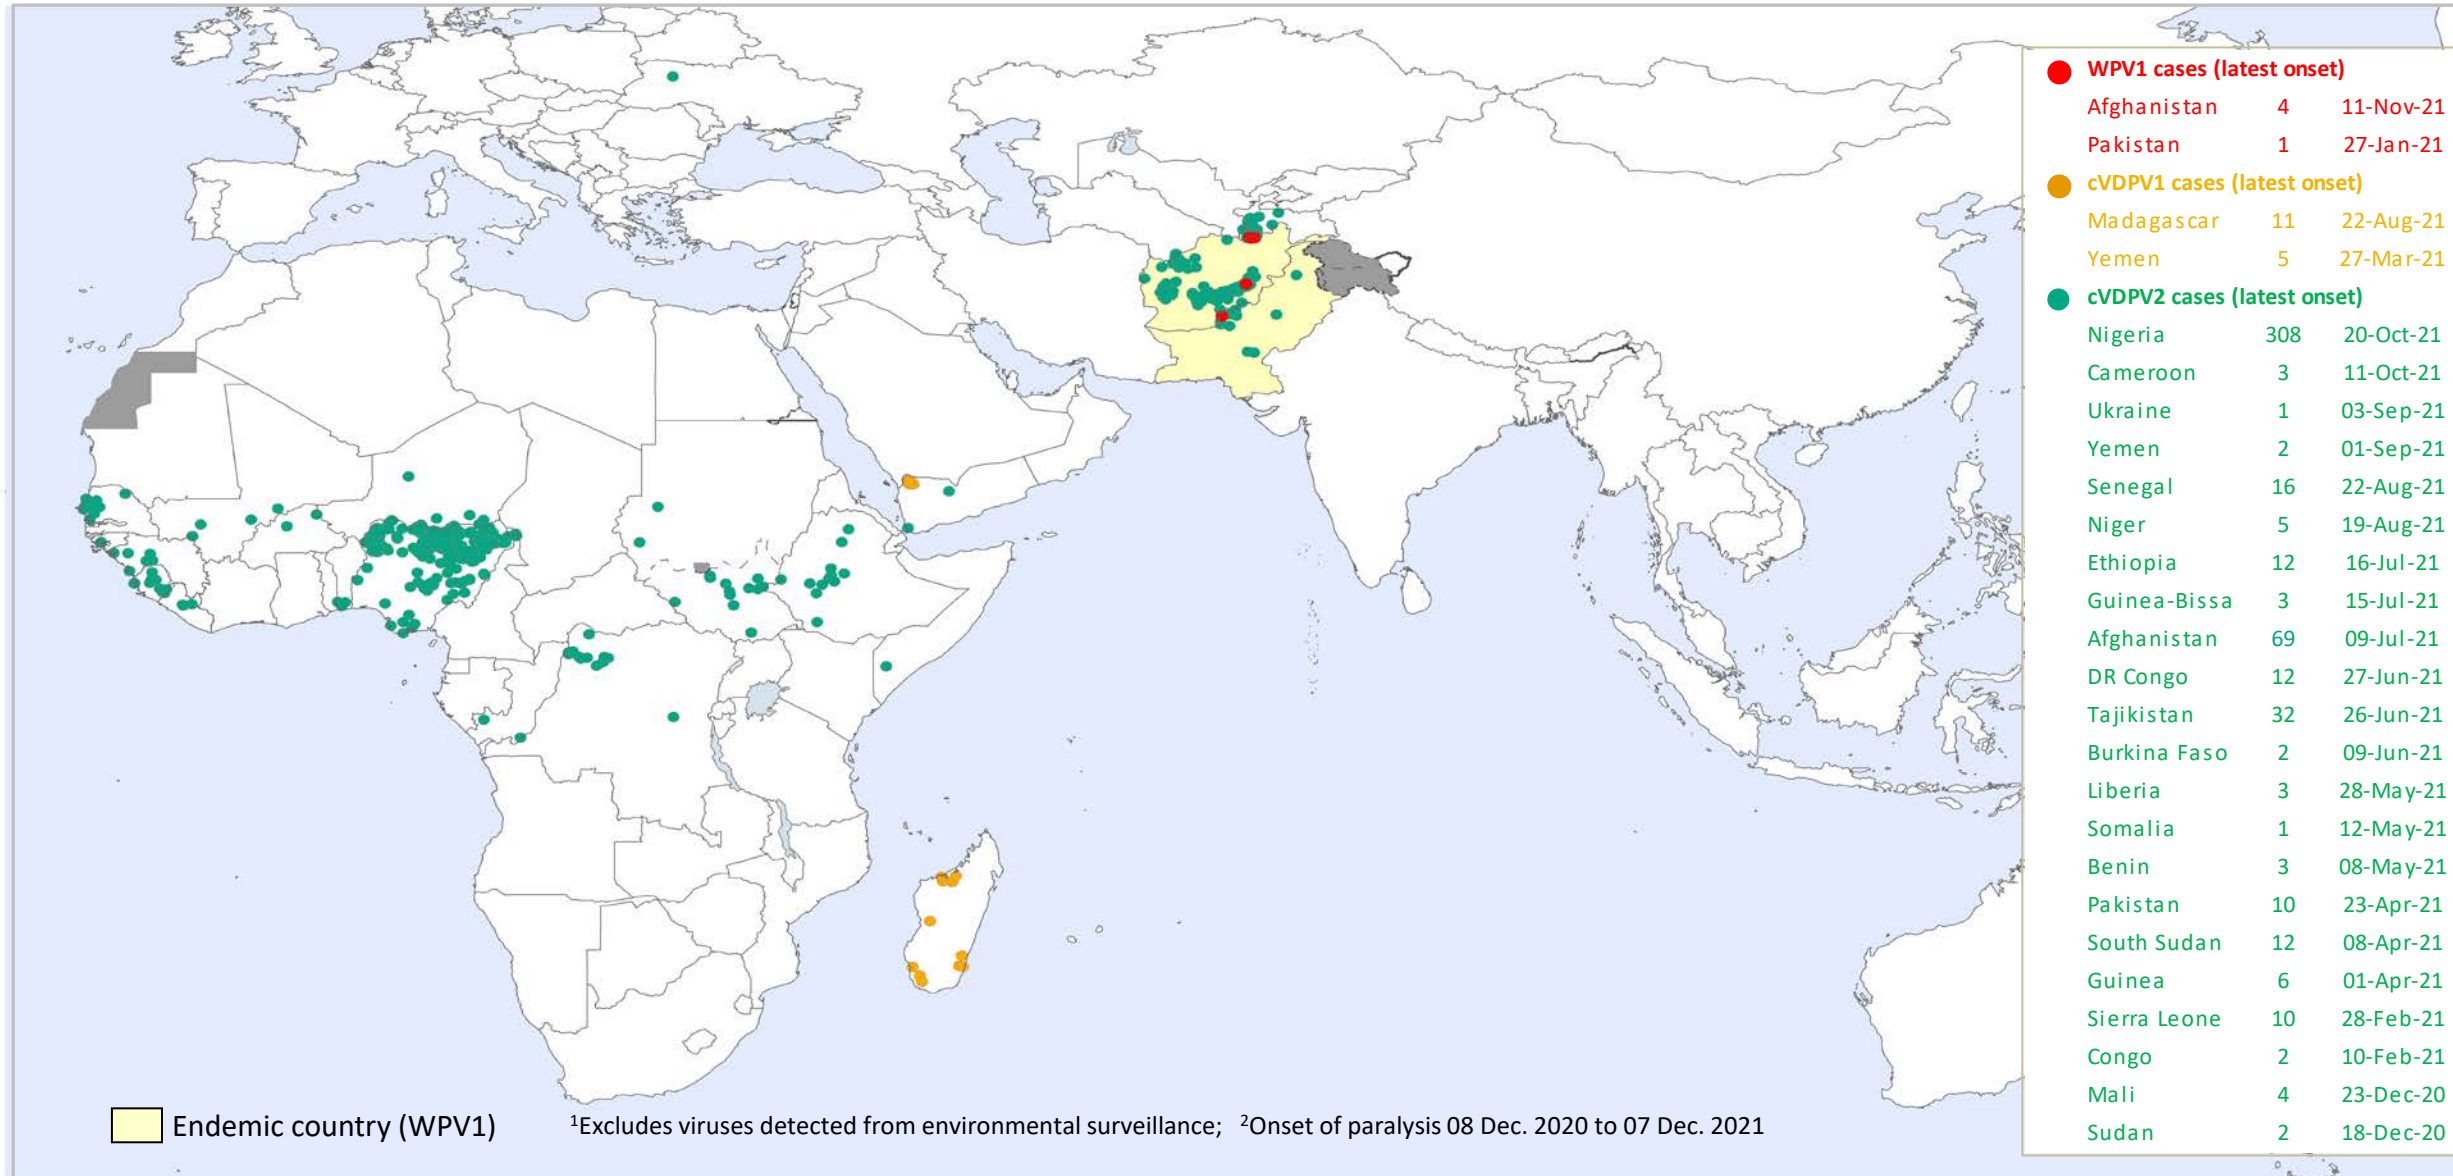 WPV1 cases (latest onset)
Afghanistan 4 11-Nov-21
Pakistan 1 27-Jan-21
cVDPV1 cases (latest onset)
Madagascar 11 22-Aug-21
Yemen 5 27-Mar-21
cVDPV2 cases (latest onset)
Nigeria 308 20-Oct-21
Cameroon 3 11-Oct-21
Ukraine 1 03-Sep-21
Yemen 2 01-Sep-21
Senegal 16 22-Aug-21
Niger 5 19-Aug-21
Ethiopia 12 16-Jul-21
Guinea-Bissa 3 15-Jul-21
Afghanistan 69 09-Jul-21
DR Congo 12 27-Jun-21
Tajikistan 32 26-Jun-21
Burkina Faso 2 09-Jun-21
Liberia 3 28-May-21
Somalia 1 12-May-21
Benin 3 08-May-21
Pakistan 10 23-Apr-21
South Sudan 12 08-Apr-21
Guinea 6 01-Apr-21
Sierra Leone 10 28-Feb-21
Congo 2 10-Feb-21
Mali 4 23-Dec-20
Sudan 2 18-Dec-20
Endemic country (WPV1) ¹Excludes viruses detected from environmental surveillance; ²Onset of paralysis 08 Dec. 2020 to 07 Dec. 2021